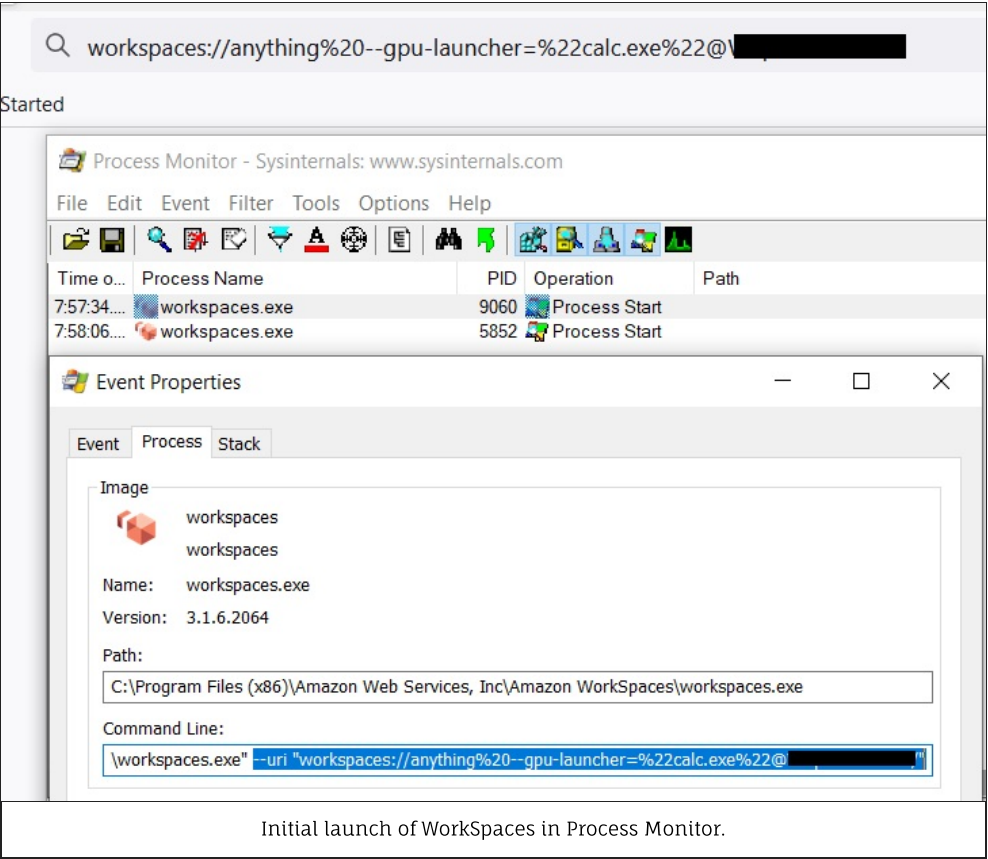 workspaces://anything%20--gpu-launcher=%22calc.exe%22@
Started
Process Monitor - Sysinternals: www.sysinternals.com
File Edit Event Filter Tools Options Help
Time o... Process Name PID Operation Path
7:57:34.... workspaces.exe 9060 Process Start
7:58:06.... workspaces.exe 5852 Process Start
Event Properties
Event Process Stack
Image
workspaces
workspaces
Name: workspaces.exe
Version: 3.1.6.2064
Path:
C:\Program Files (x86)\Amazon Web Services, Inc\Amazon WorkSpaces\workspaces.exe
Command Line:
\workspaces.exe" --uri "workspaces://anything%20--gpu-launcher=%22calc.exe%22@ /"
Initial launch of WorkSpaces in Process Monitor.